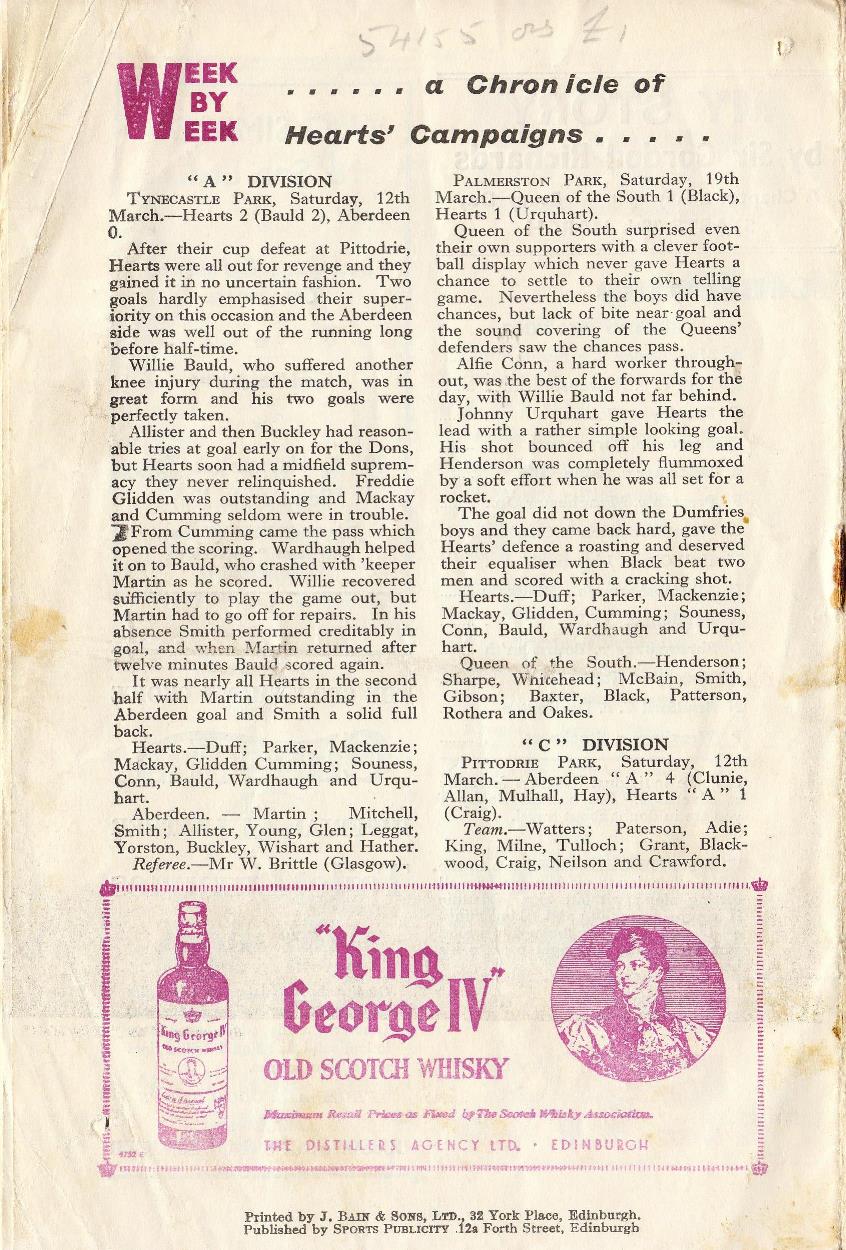 54/55 os £1
WEEK
BY
WEEK
. . . . . . a Chronicle of
Hearts' Campaigns . . . . .
"A" DIVISION
TYNECASTLE PARK, Saturday, 12th
March.—Hearts 2 (Bauld 2), Aberdeen
0.
After their cup defeat at Pittodrie,
Hearts were all out for revenge and they
gained it in no uncertain fashion. Two
goals hardly emphasised their super-
iority on this occasion and the Aberdeen
side was well out of the running long
before half-time.
Willie Bauld, who suffered another
knee injury during the match, was in
great form and his two goals were
perfectly taken.
Allister and then Buckley had reason-
able tries at goal early on for the Dons,
but Hearts soon had a midfield suprem-
acy they never relinquished. Freddie
Glidden was outstanding and Mackay
and Cumming seldom were in trouble.
From Cumming came the pass which
opened the scoring. Wardhaugh helped
it on to Bauld, who crashed with 'keeper
Martin as he scored. Willie recovered
sufficiently to play the game out, but
Martin had to go off for repairs. In his
absence Smith performed creditably in
goal, and when Martin returned after
twelve minutes Bauld scored again.
It was nearly all Hearts in the second
half with Martin outstanding in the
Aberdeen goal and Smith a solid full
back.
Hearts.—Duff; Parker, Mackenzie;
Mackay, Glidden Cumming; Souness,
Conn, Bauld, Wardhaugh and Urqu-
hart.
Aberdeen. — Martin ; Mitchell,
Smith; Allister, Young, Glen; Leggat,
Yorston, Buckley, Wishart and Hather.
Referee.—Mr W. Brittle (Glasgow).
PALMERSTON PARK, Saturday, 19th
March.—Queen of the South 1 (Black),
Hearts 1 (Urquhart).
Queen of the South surprised even
their own supporters with a clever foot-
ball display which never gave Hearts a
chance to settle to their own telling
game. Nevertheless the boys did have
chances, but lack of bite near goal and
the sound covering of the Queens'
defenders saw the chances pass.
Alfie Conn, a hard worker through-
out, was the best of the forwards for the
day, with Willie Bauld not far behind.
Johnny Urquhart gave Hearts the
lead with a rather simple looking goal.
His shot bounced off his leg and
Henderson was completely flummoxed
by a soft effort when he was all set for a
rocket.
The goal did not down the Dumfries
boys and they came back hard, gave the
Hearts' defence a roasting and deserved
their equaliser when Black beat two
men and scored with a cracking shot.
Hearts.—Duff; Parker, Mackenzie;
Mackay, Glidden, Cumming; Souness,
Conn, Bauld, Wardhaugh and Urqu-
hart.
Queen of the South.—Henderson;
Sharpe, Whitehead; McBain, Smith,
Gibson; Baxter, Black, Patterson,
Rothera and Oakes.
"C" DIVISION
PITTODRIE PARK, Saturday, 12th
March. — Aberdeen "A" 4 (Clunie,
Allan, Mulhall, Hay), Hearts "A" 1
(Craig).
Team.—Watters; Paterson, Adie;
King, Milne, Tulloch; Grant, Black-
wood, Craig, Neilson and Crawford.
"King
George IV"
OLD SCOTCH WHISKY
Maximum Retail Prices as Fixed by The Scotch Whisky Association.
THE DISTILLERS AGENCY LTD. · EDINBURGH
King George IV
OLD SCOTCH WHISKY
4732 E
Printed by J. BAIN & SONS, LTD., 32 York Place, Edinburgh.
Published by SPORTS PUBLICITY .12a Forth Street, Edinburgh